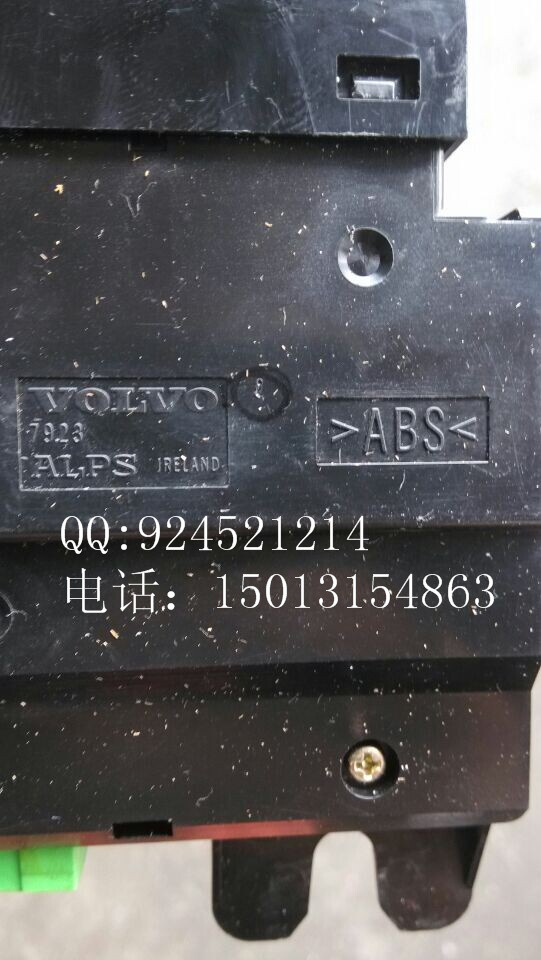 VOLVO
7923
ALPS IRELAND
>ABS<
QQ:924521214
电话：15013154863